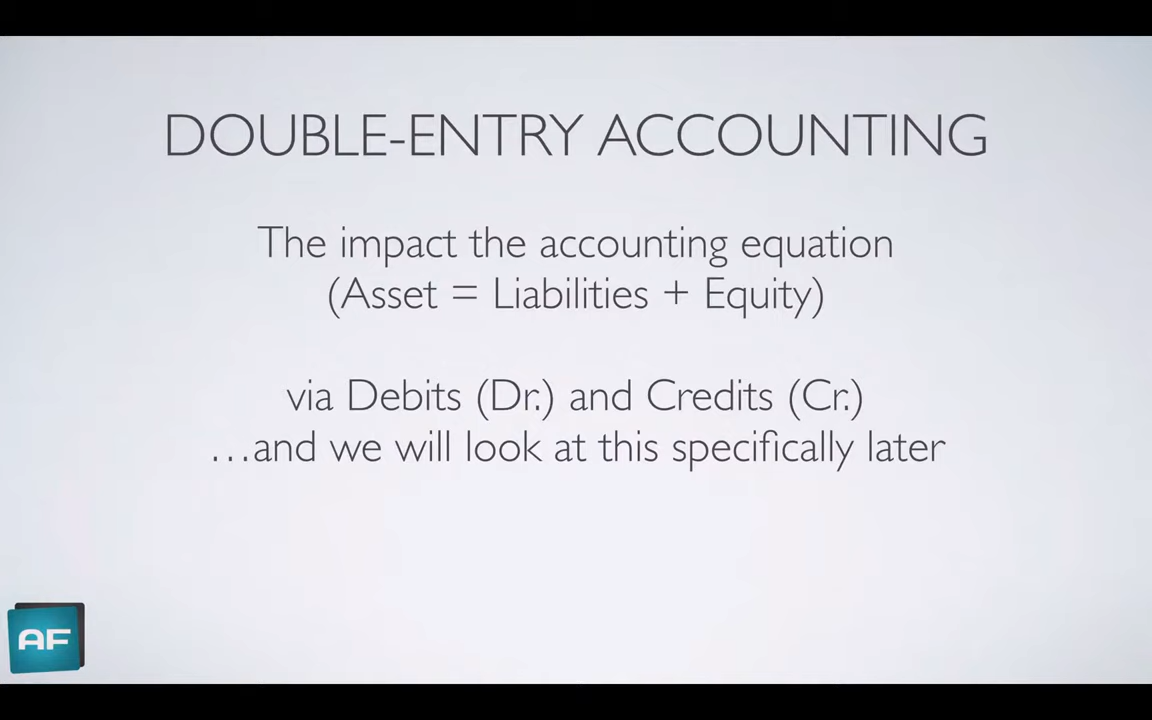 DOUBLE-ENTRY ACCOUNTING
The impact the accounting equation
(Asset = Liabilities + Equity)
via Debits (Dr.) and Credits (Cr.)
…and we will look at this specifically later
AF